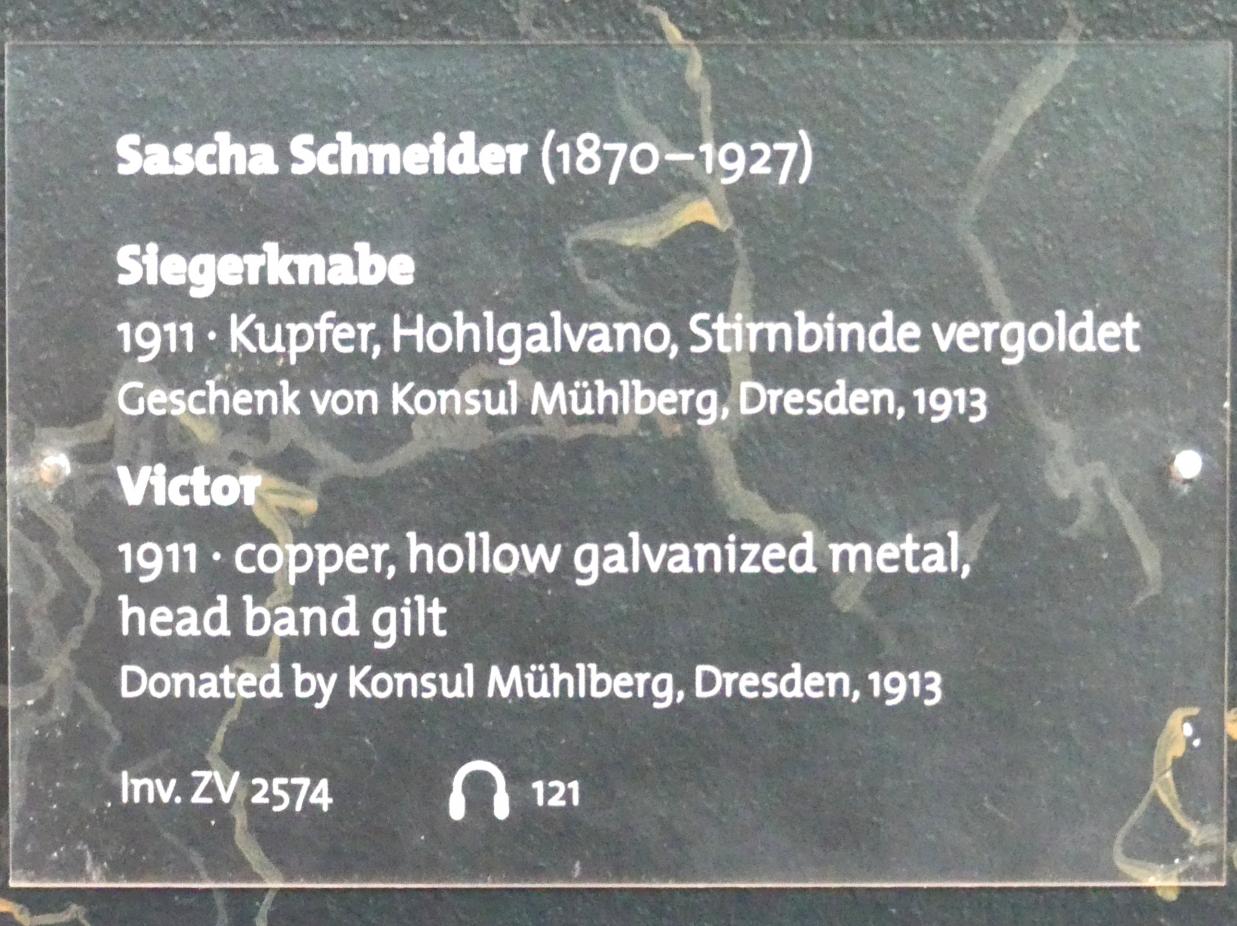 Sascha Schneider (1870–1927)
Siegerknabe
1911 · Kupfer, Hohlgalvano, Stirnbinde vergoldet
Geschenk von Konsul Mühlberg, Dresden, 1913
Victor
1911 · copper, hollow galvanized metal,
head band gilt
Donated by Konsul Mühlberg, Dresden, 1913
Inv. ZV 2574 121